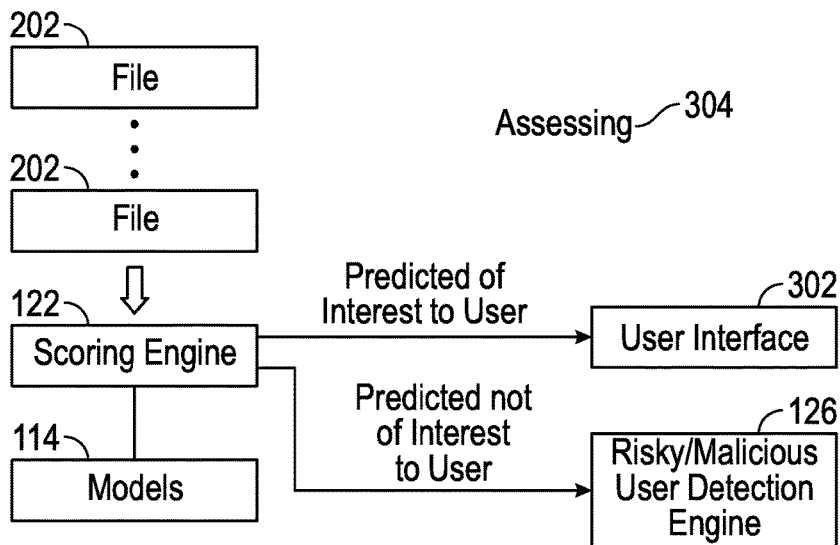 202
File
202
File
Assessing 304
122
Scoring Engine
Predicted of
Interest to User
302
User Interface
Predicted not
of Interest
to User
126
Risky/Malicious
User Detection
Engine
114
Models